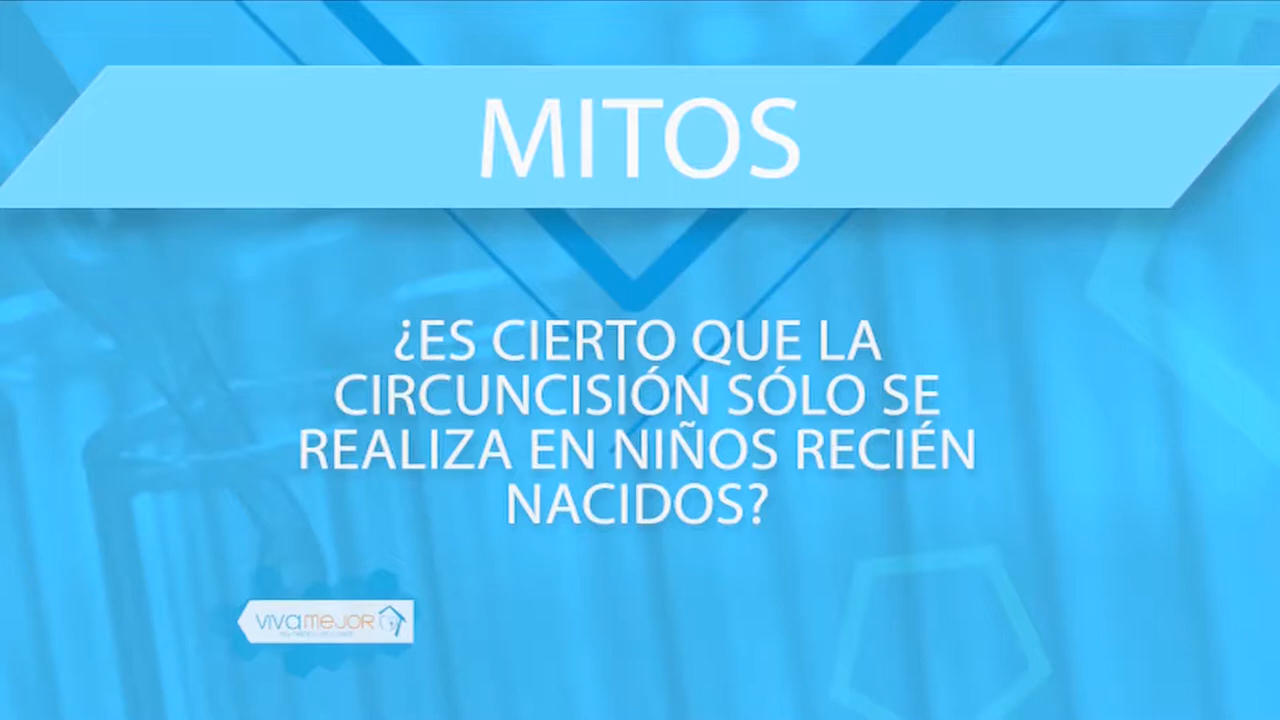 MITOS
¿ES CIERTO QUE LA
CIRCUNCISIÓN SÓLO SE
REALIZA EN NIÑOS RECIÉN
NACIDOS?
VIVAMEJOR